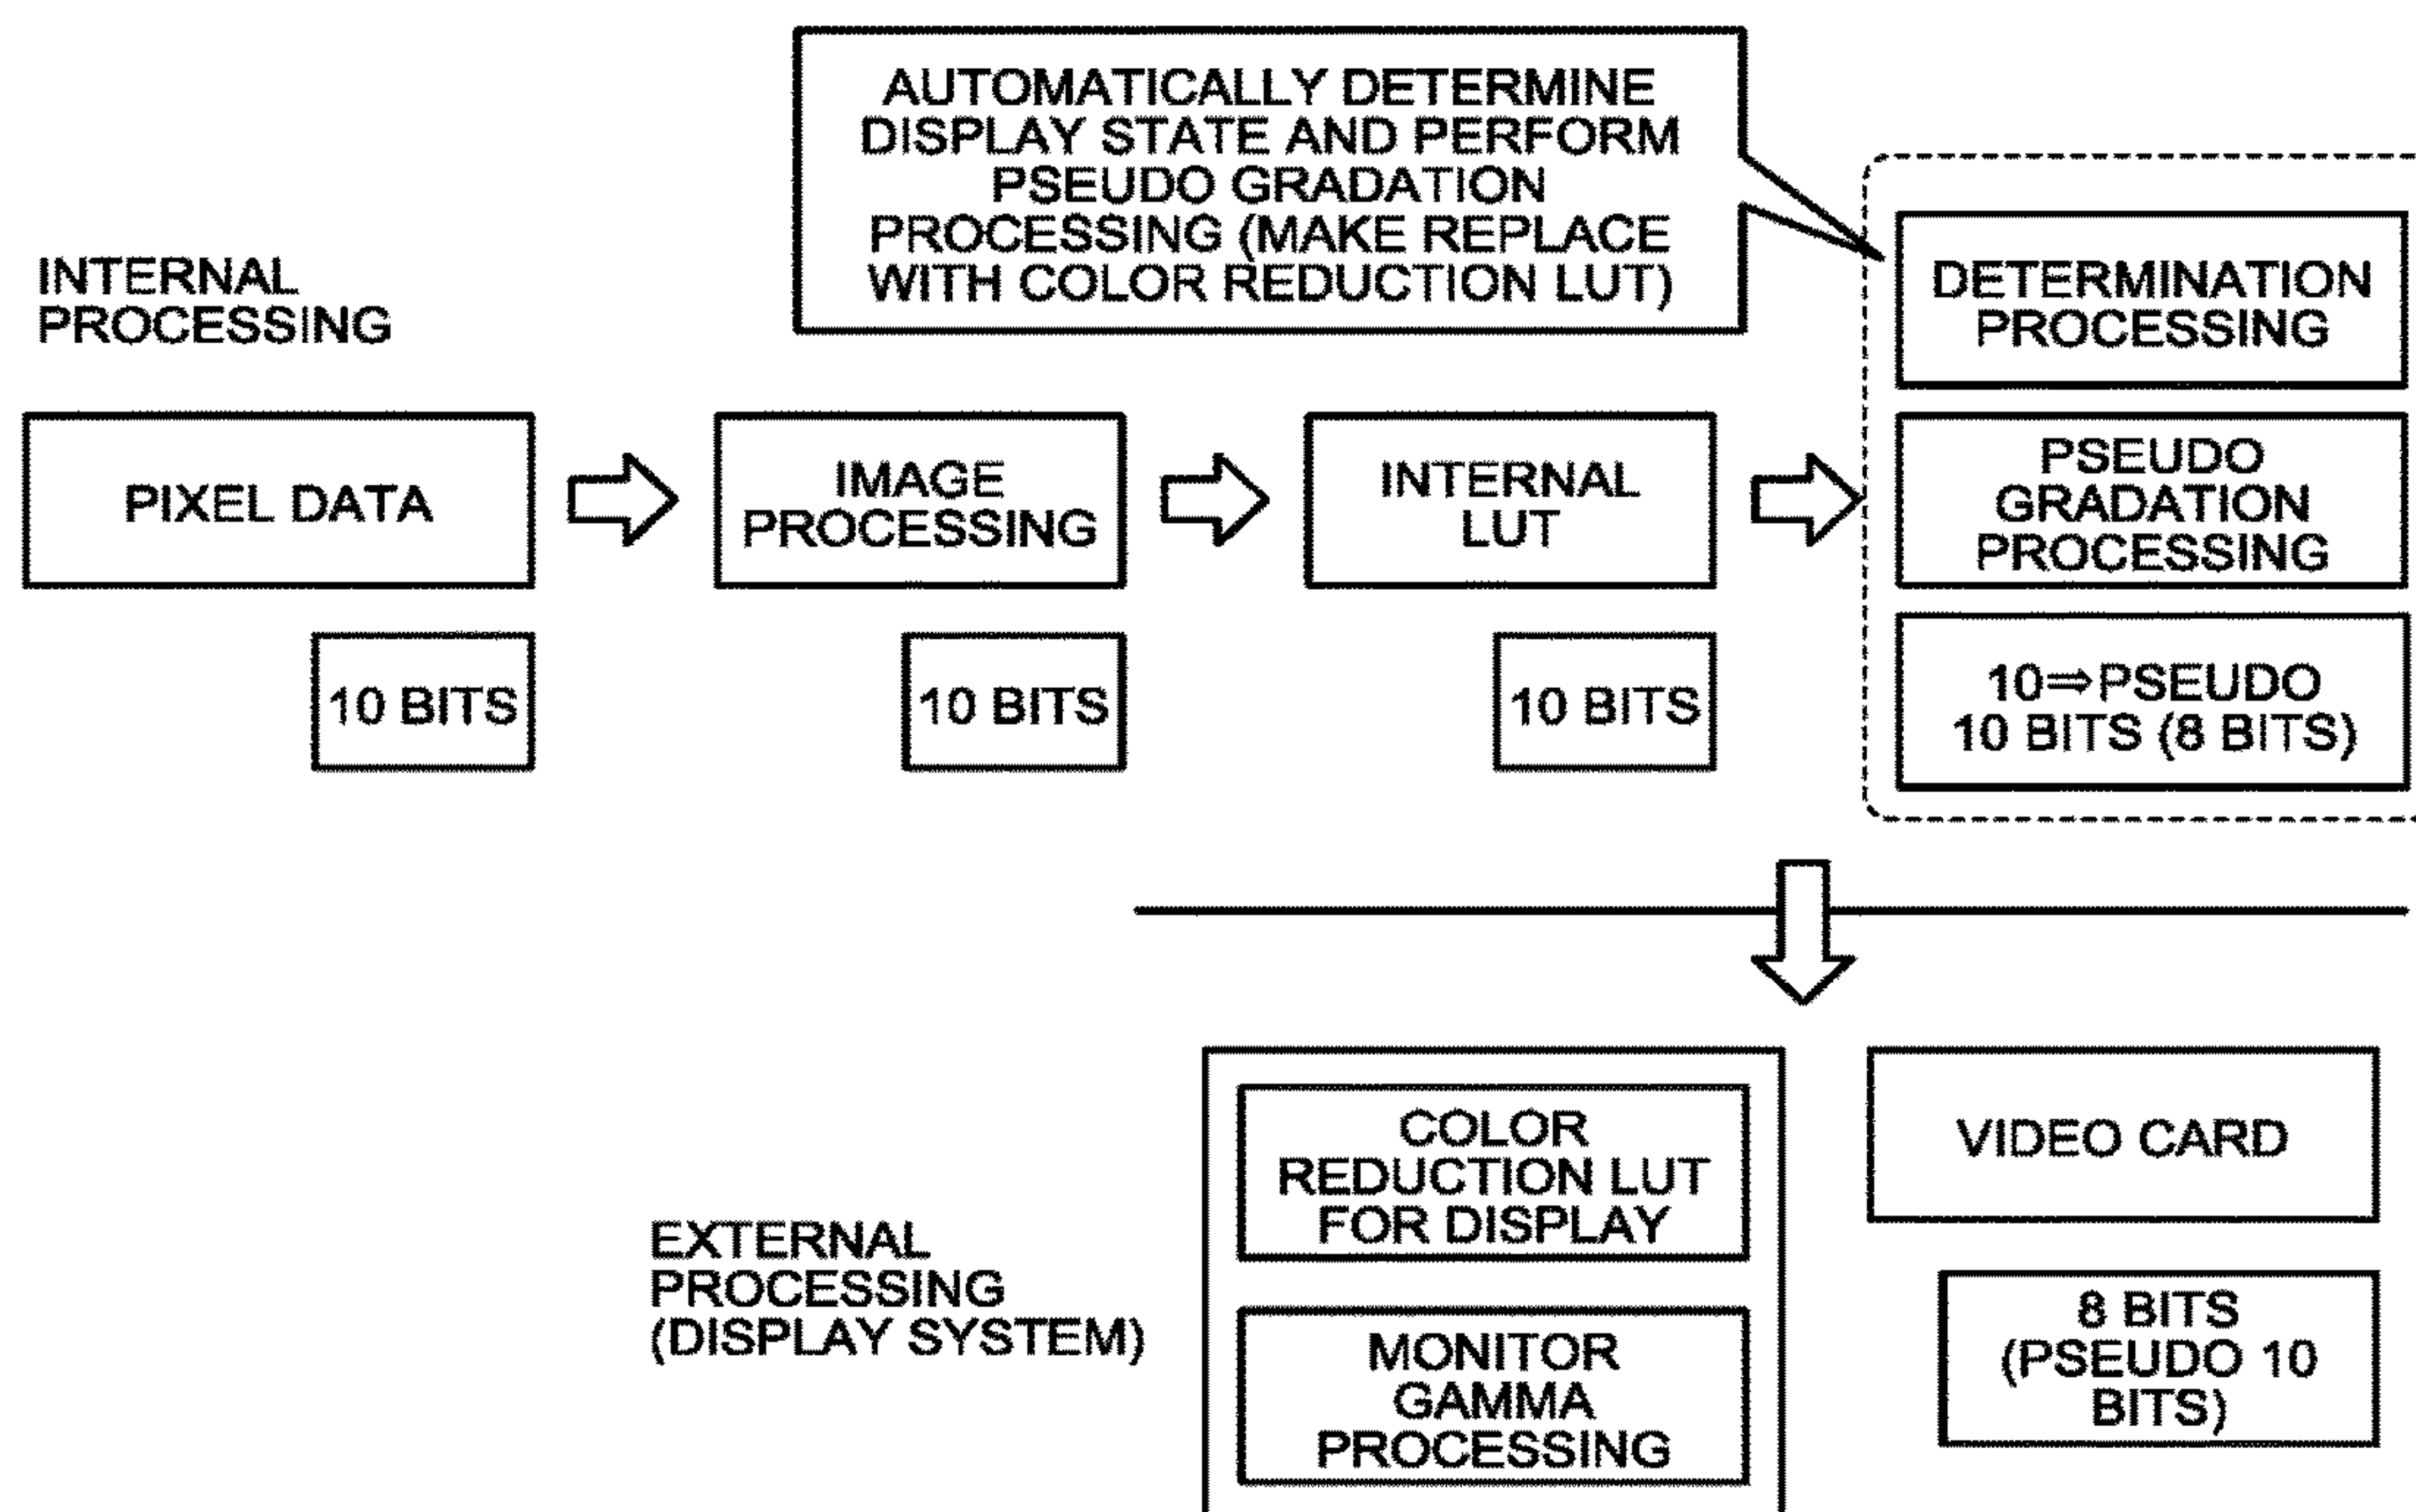 AUTOMATICALLY DETERMINE
DISPLAY STATE AND PERFORM
PSEUDO GRADATION
PROCESSING (MAKE REPLACE
WITH COLOR REDUCTION LUT)
INTERNAL
PROCESSING
DETERMINATION
PROCESSING
PIXEL DATA
IMAGE
PROCESSING
INTERNAL
LUT
PSEUDO
GRADATION
PROCESSING
10 BITS
10 BITS
10 BITS
10⇒PSEUDO
10 BITS (8 BITS)
EXTERNAL
PROCESSING
(DISPLAY SYSTEM)
COLOR
REDUCTION LUT
FOR DISPLAY
MONITOR
GAMMA
PROCESSING
VIDEO CARD
8 BITS
(PSEUDO 10
BITS)